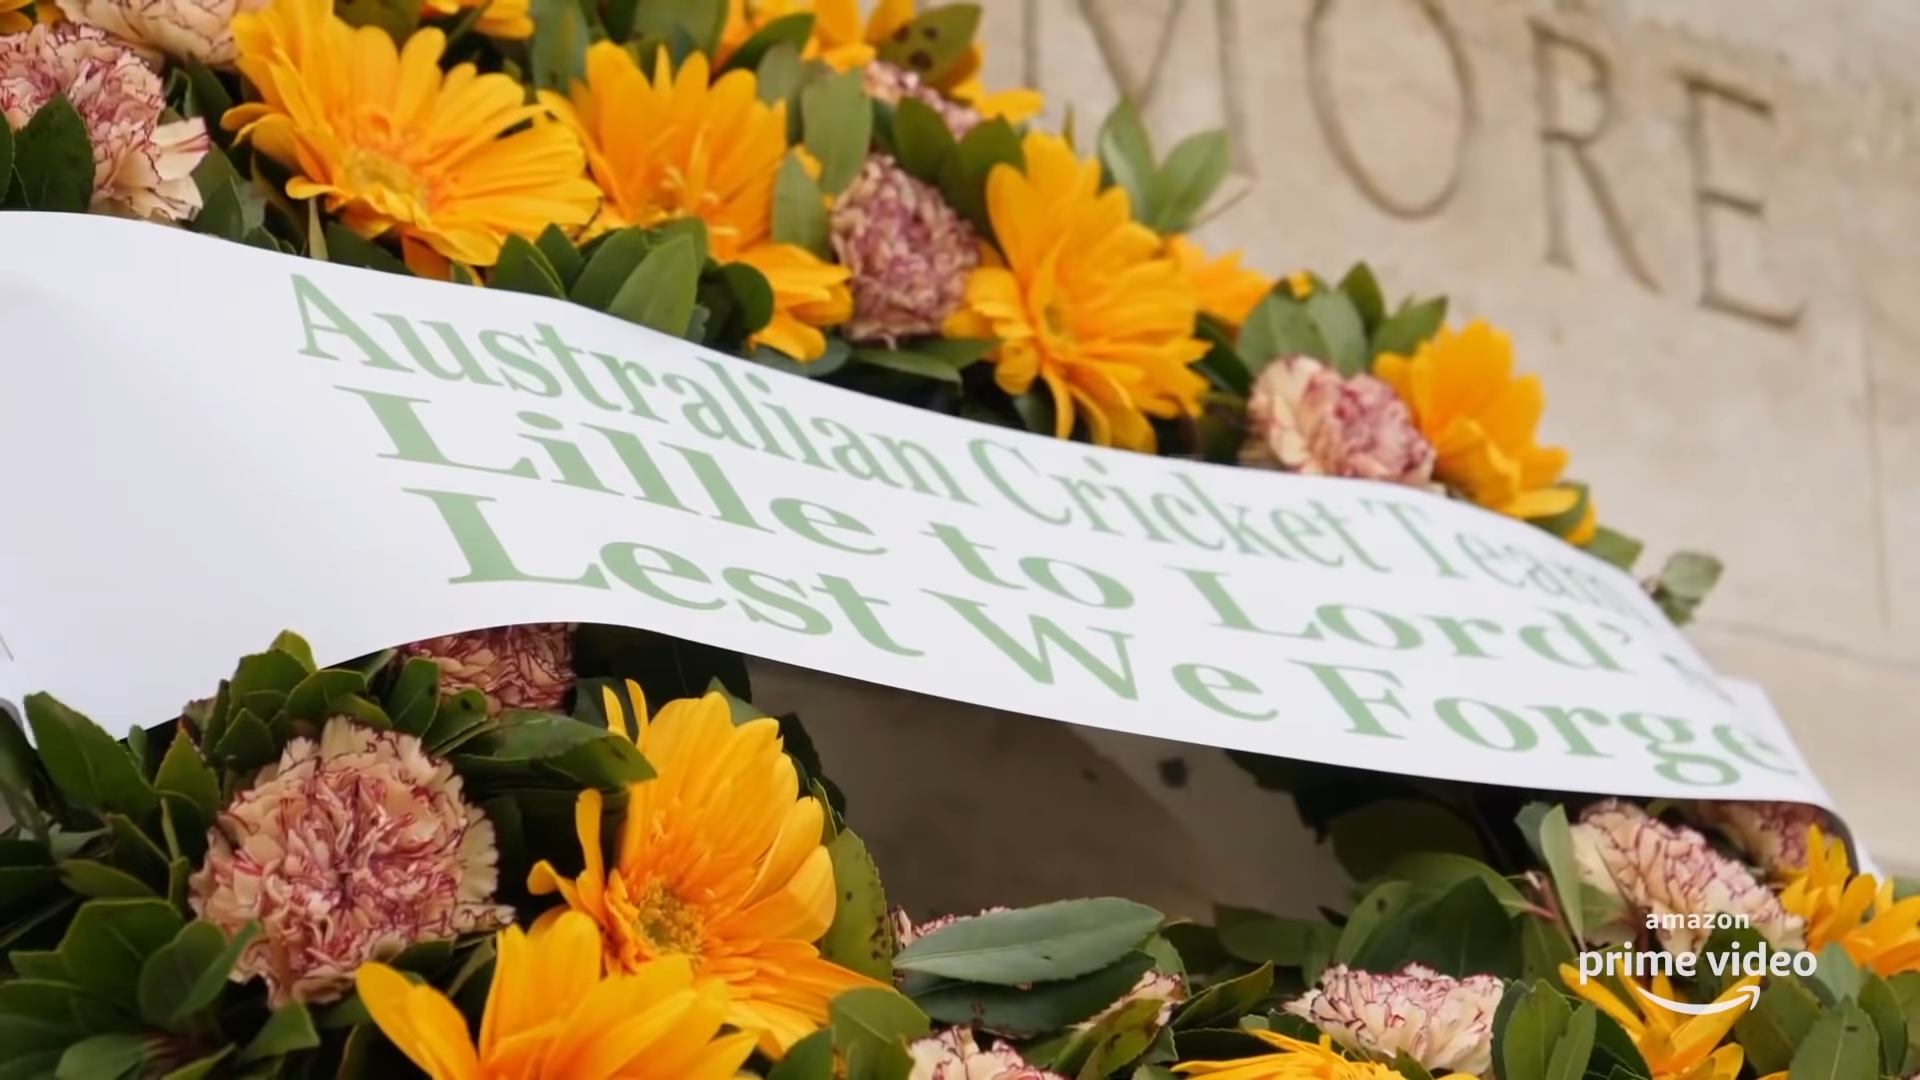 MORE
Australian Cricket Team
Lille to Lord's
Lest We Forge
amazon
prime video